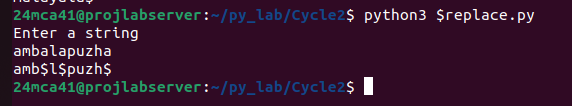 24mca41@projlabserver:~/py_lab/Cycle2$ python3 $replace.py
Enter a string
ambalapuzha
amb$l$puzh$
24mca41@projlabserver:~/py_lab/Cycle2$